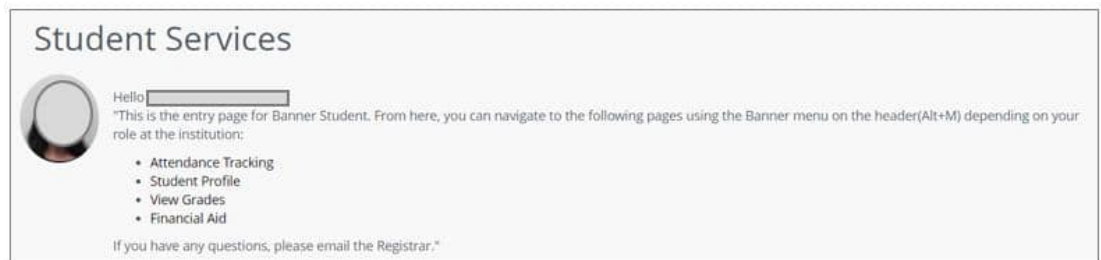 Student Services
Hello
"This is the entry page for Banner Student. From here, you can navigate to the following pages using the Banner menu on the header(Alt+M) depending on your
role at the institution:
• Attendance Tracking
• Student Profile
• View Grades
• Financial Aid
If you have any questions, please email the Registrar."